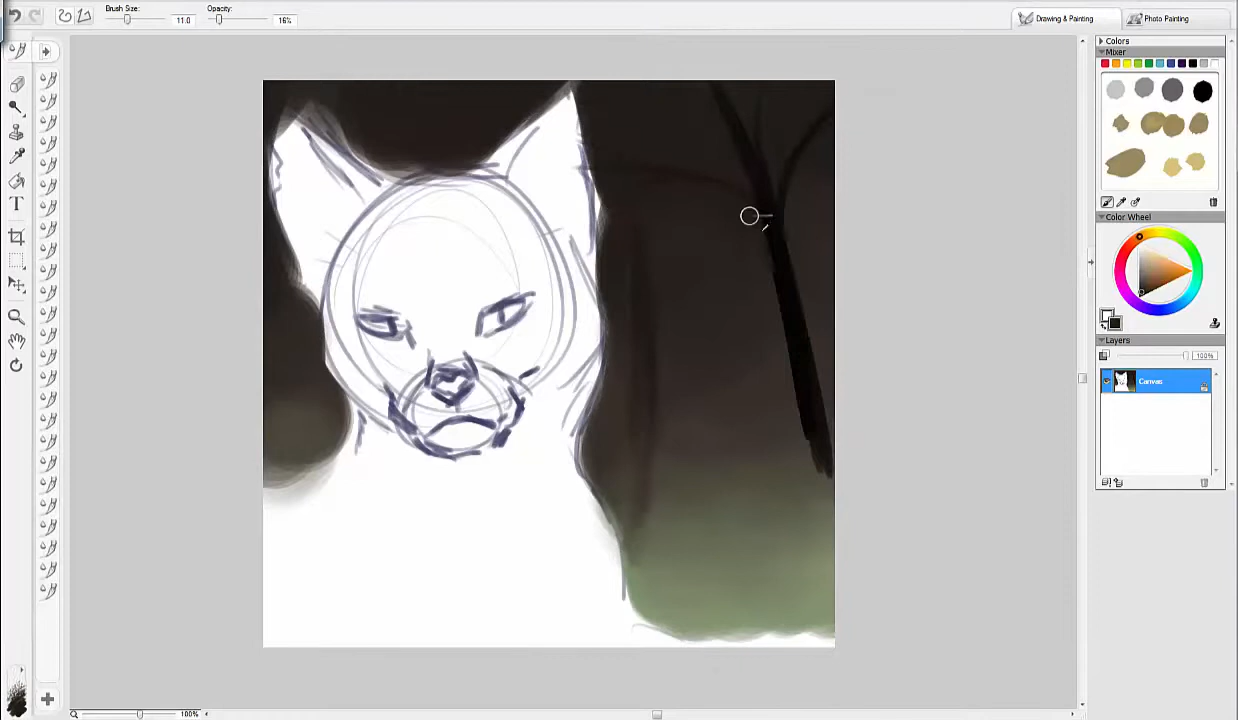 Brush Size:
11.0
Opacity:
16%
Drawing & Painting
Photo Painting
Colors
Mixer
Color Wheel
Layers
100%
Canvas
T
100%